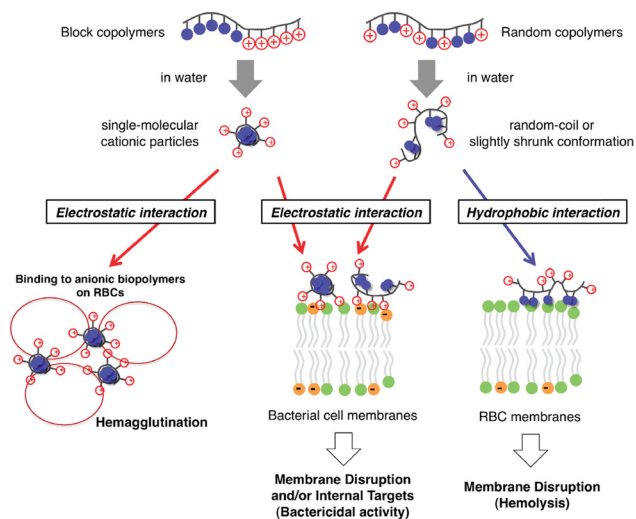 Block copolymers
Random copolymers
in water
in water
single-molecular
cationic particles
random-coil or
slightly shrunk conformation
Electrostatic interaction
Electrostatic interaction
Hydrophobic interaction
Binding to anionic biopolymers
on RBCs
Hemagglutination
Bacterial cell membranes
RBC membranes
Membrane Disruption
and/or Internal Targets
(Bactericidal activity)
Membrane Disruption
(Hemolysis)